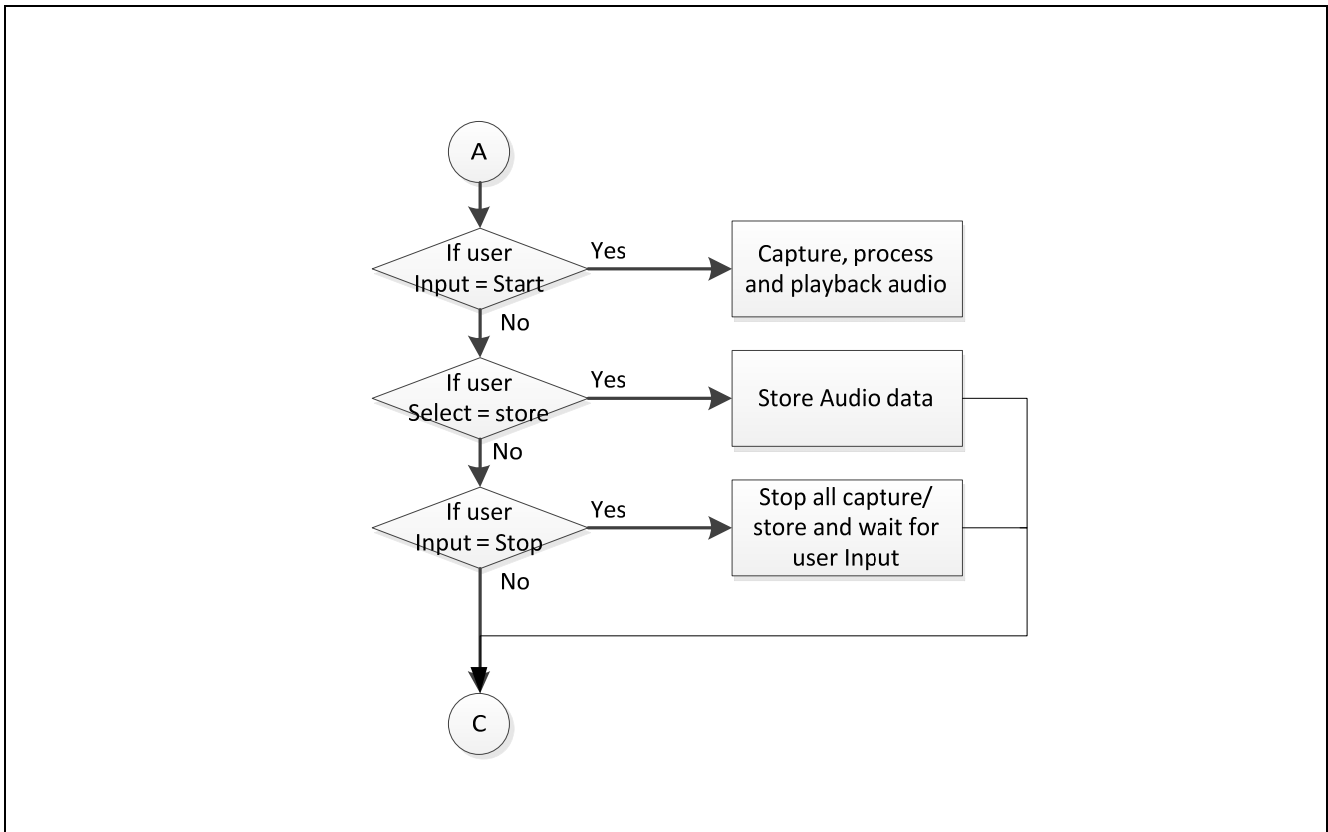 A
If user
Input = Start
Yes
Capture, process
and playback audio
No
If user
Select = store
Yes
Store Audio data
No
If user
Input = Stop
Yes
Stop all capture/
store and wait for
user Input
No
C